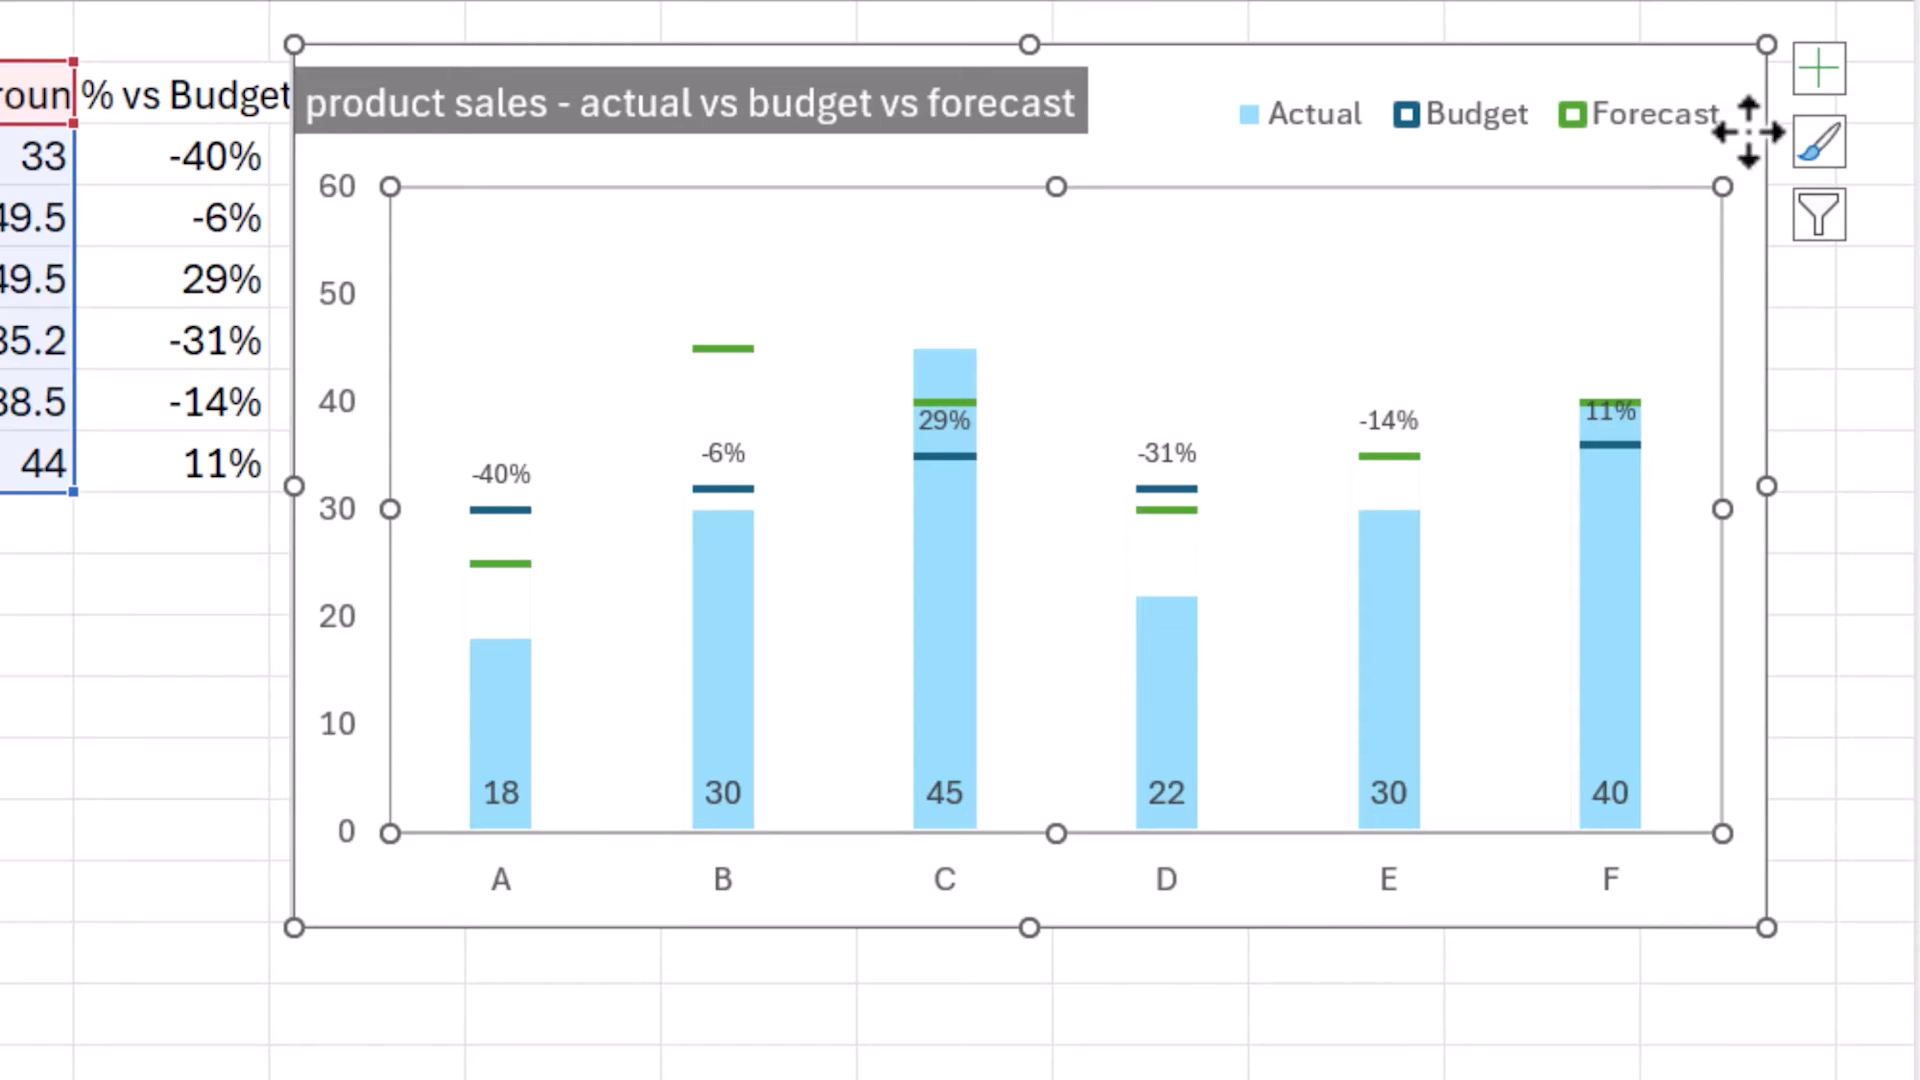 roun % vs Budget
33 -40%
49.5 -6%
49.5 29%
35.2 -31%
38.5 -14%
44 11%
product sales - actual vs budget vs forecast
Actual Budget Forecast
60
50
40
30
20
10
0
-40% -6% 29% -31% -14% 11%
18 30 45 22 30 40
A B C D E F